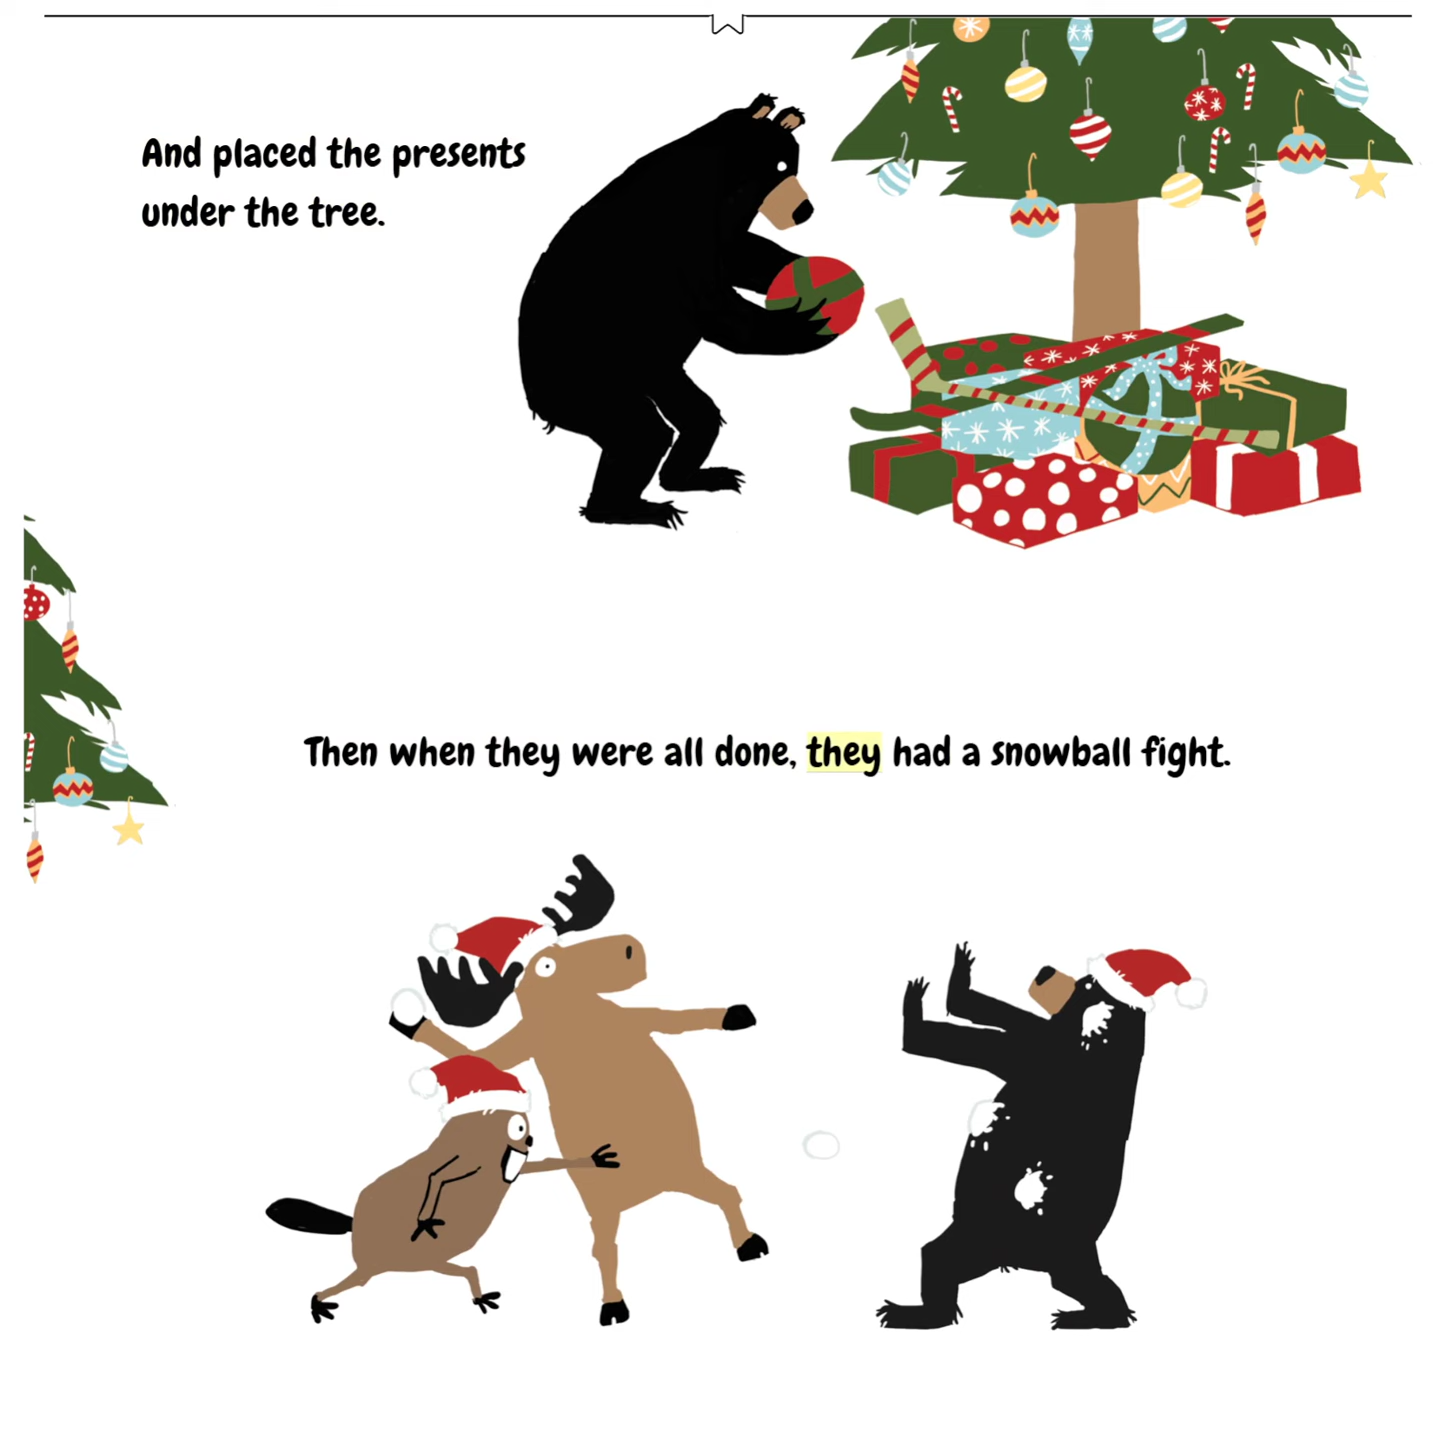 And placed the presents
under the tree.
Then when they were all done, they had a snowball fight.